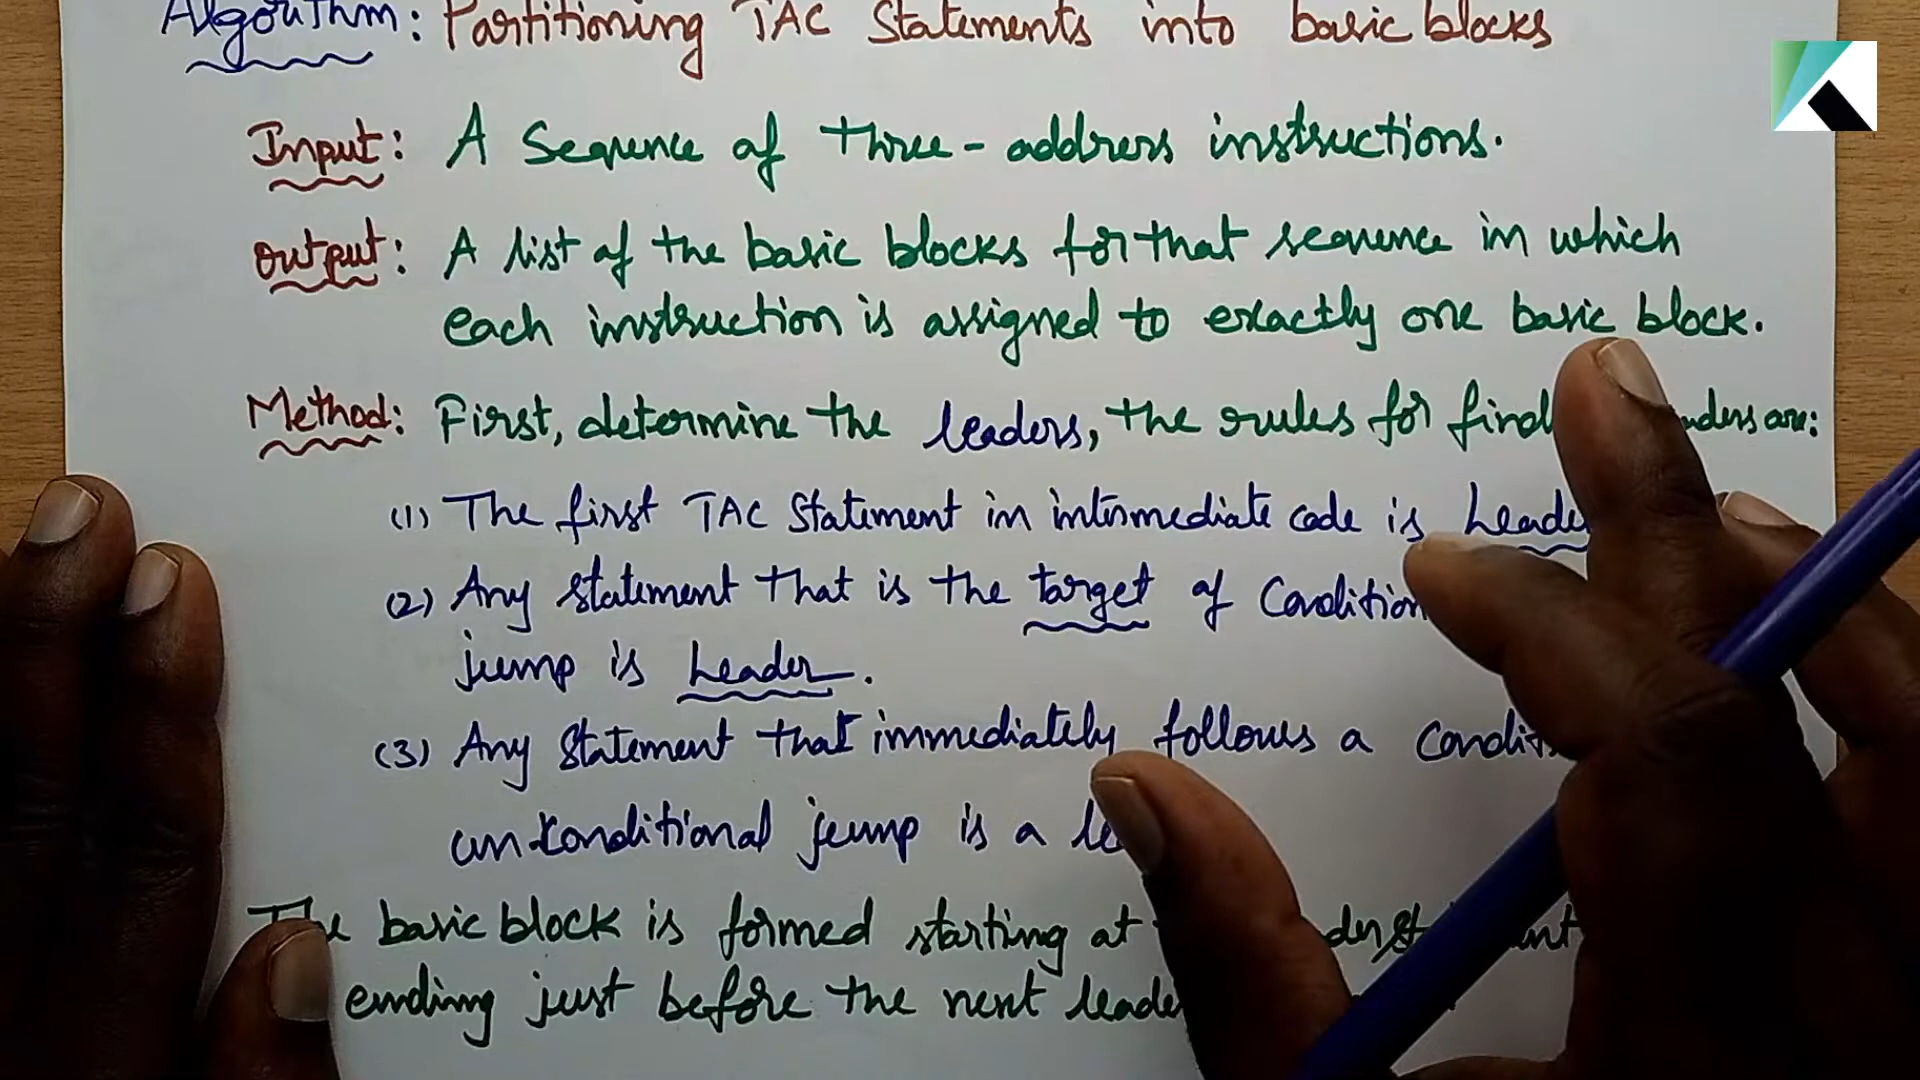 Algorithm: Partitioning TAC Statements into basic blocks
Input: A Sequence of three-address instructions.
Output: A list of the basic blocks for that sequence in which
each instruction is assigned to exactly one basic block.
Method: First, determine the leaders, the rules for are:
(1) The first TAC Statement in intermediate code is
(2) Any statement that is the target of
jump is Leader.
(3) Any Statement that immediately follows a
unconditional jump is a
The basic block is formed starting at
ending just before the next